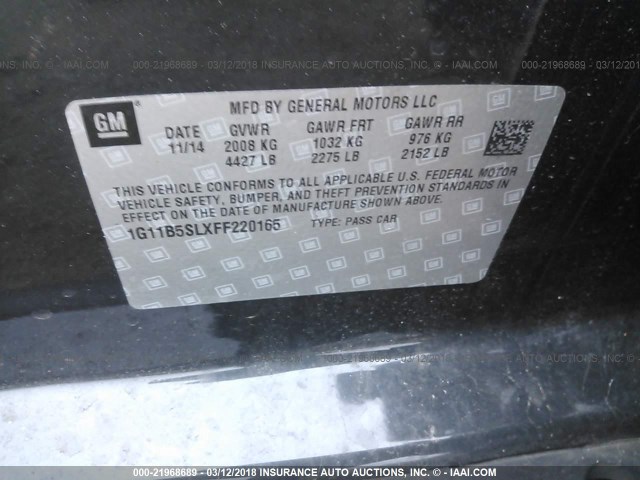 000-21968689 - 03/12/2018 INSURANCE AUTO AUCTIONS, INC. - © IAAI.COM
000-21968689 - 03/12/2018
GM
MFD BY GENERAL MOTORS LLC
DATE GVWR GAWR FRT GAWR RR
11/14 2008 KG 1032 KG 976 KG
4427 LB 2275 LB 2152 LB
THIS VEHICLE CONFORMS TO ALL APPLICABLE U.S. FEDERAL MOTOR
VEHICLE SAFETY, BUMPER, AND THEFT PREVENTION STANDARDS IN
EFFECT ON THE DATE OF MANUFACTURE SHOWN ABOVE.
1G11B5SLXFF220165 TYPE: PASS CAR
000-21968689 - 03/12/2018 INSURANCE AUTO AUCTIONS, INC. - © IAAI.COM